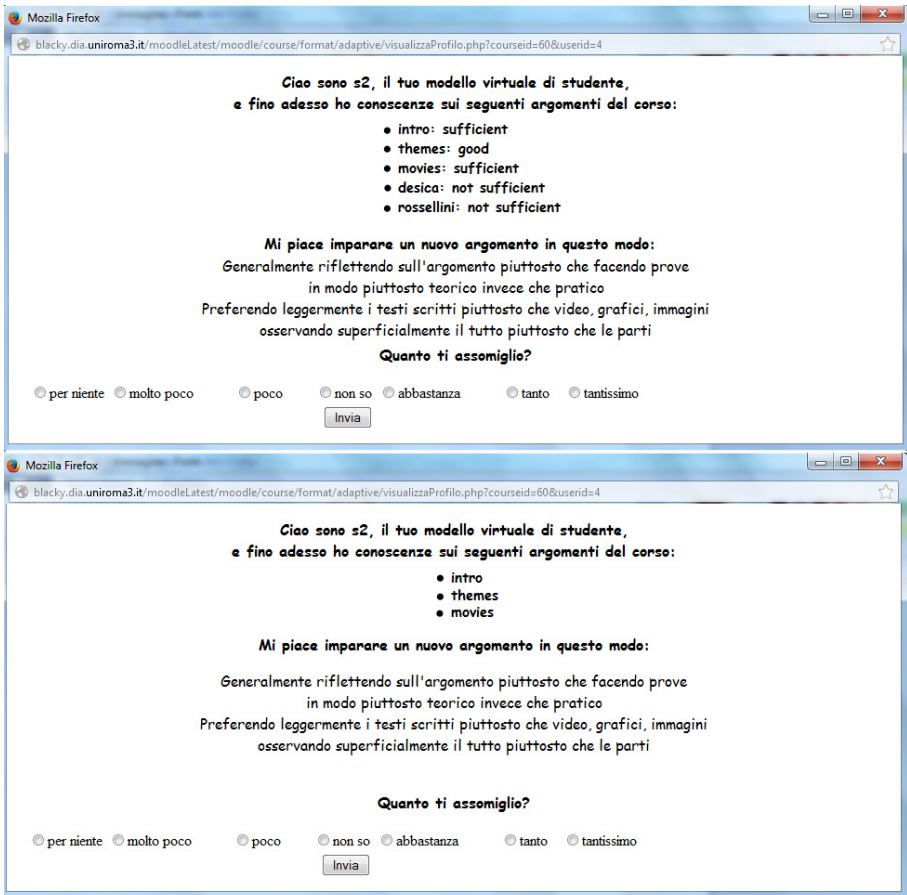 Mozilla Firefox
blacky.dia.uniroma3.it/moodleLatest/moodle/course/format/adaptive/visualizzaProfilo.php?courseid=60&userid=4
Ciao sono s2, il tuo modello virtuale di studente,
e fino adesso ho conoscenze sui seguenti argomenti del corso:
• intro: sufficient
• themes: good
• movies: sufficient
• desica: not sufficient
• rossellini: not sufficient
Mi piace imparare un nuovo argomento in questo modo:
Generalmente riflettendo sull'argomento piuttosto che facendo prove
in modo piuttosto teorico invece che pratico
Preferendo leggermente i testi scritti piuttosto che video, grafici, immagini
osservando superficialmente il tutto piuttosto che le parti
Quanto ti assomiglio?
per niente molto poco poco non so abbastanza tanto tantissimo
Invia
Mozilla Firefox
blacky.dia.uniroma3.it/moodleLatest/moodle/course/format/adaptive/visualizzaProfilo.php?courseid=60&userid=4
Ciao sono s2, il tuo modello virtuale di studente,
e fino adesso ho conoscenze sui seguenti argomenti del corso:
• intro
• themes
• movies
Mi piace imparare un nuovo argomento in questo modo:
Generalmente riflettendo sull'argomento piuttosto che facendo prove
in modo piuttosto teorico invece che pratico
Preferendo leggermente i testi scritti piuttosto che video, grafici, immagini
osservando superficialmente il tutto piuttosto che le parti
Quanto ti assomiglio?
per niente molto poco poco non so abbastanza tanto tantissimo
Invia